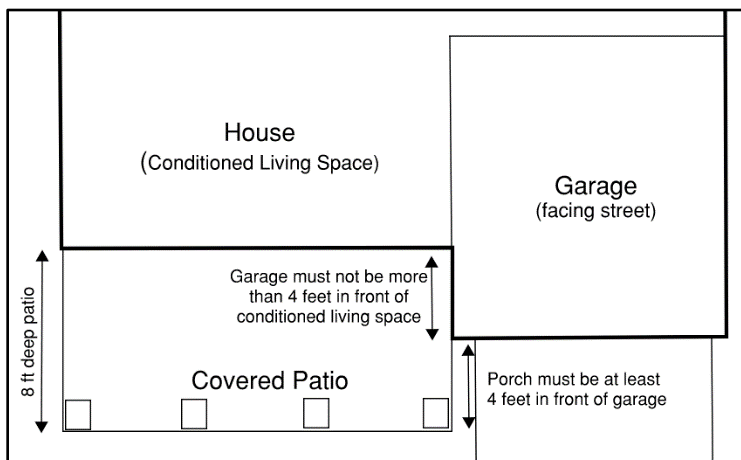 House
(Conditioned Living Space)
Garage
(facing street)
Garage must not be more
than 4 feet in front of
conditioned living space
8 ft deep patio
Covered Patio
Porch must be at least
4 feet in front of garage